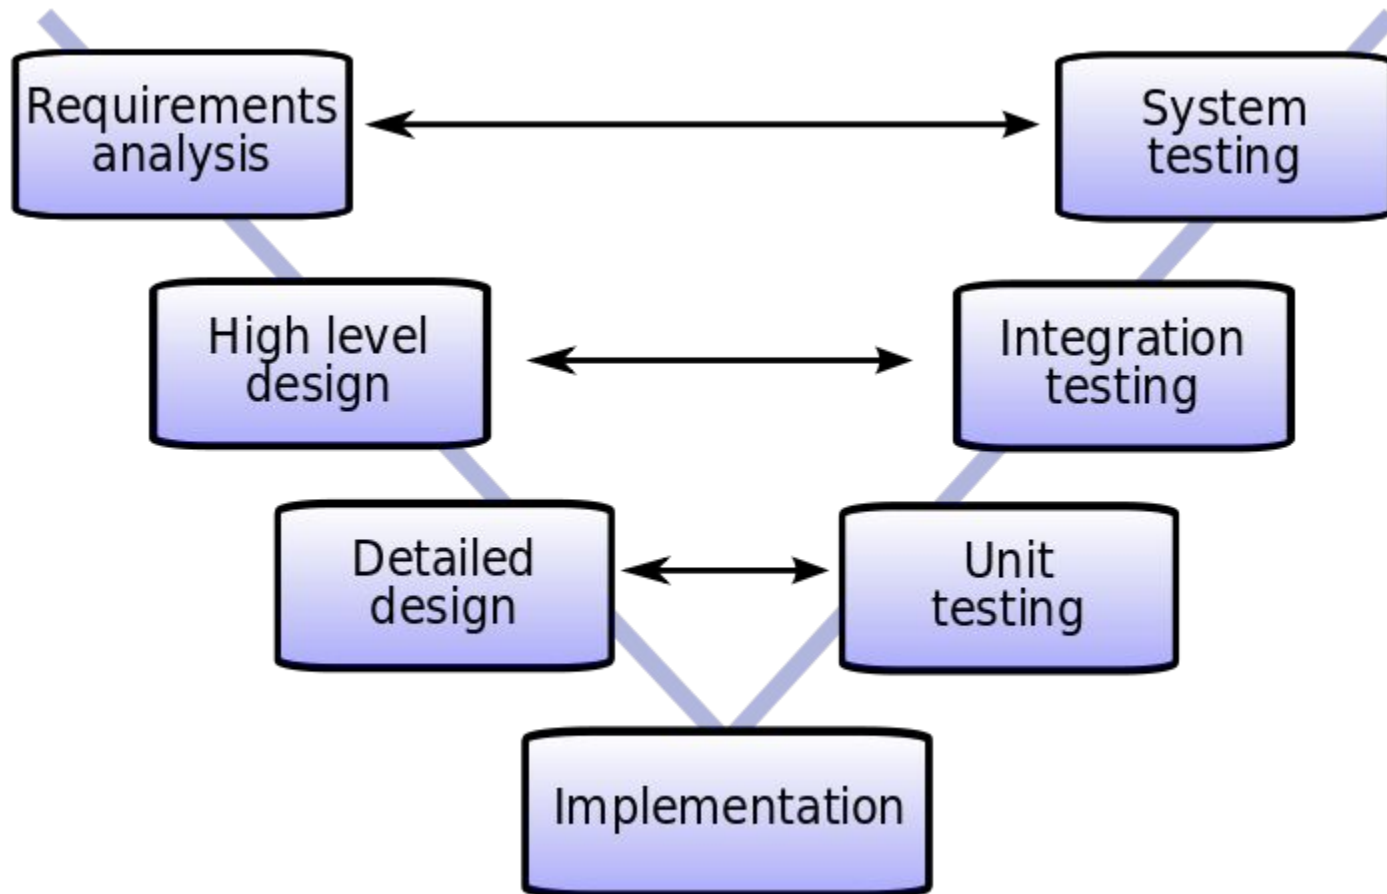 Requirements
analysis
System
testing
High level
design
Integration
testing
Detailed
design
Unit
testing
Implementation